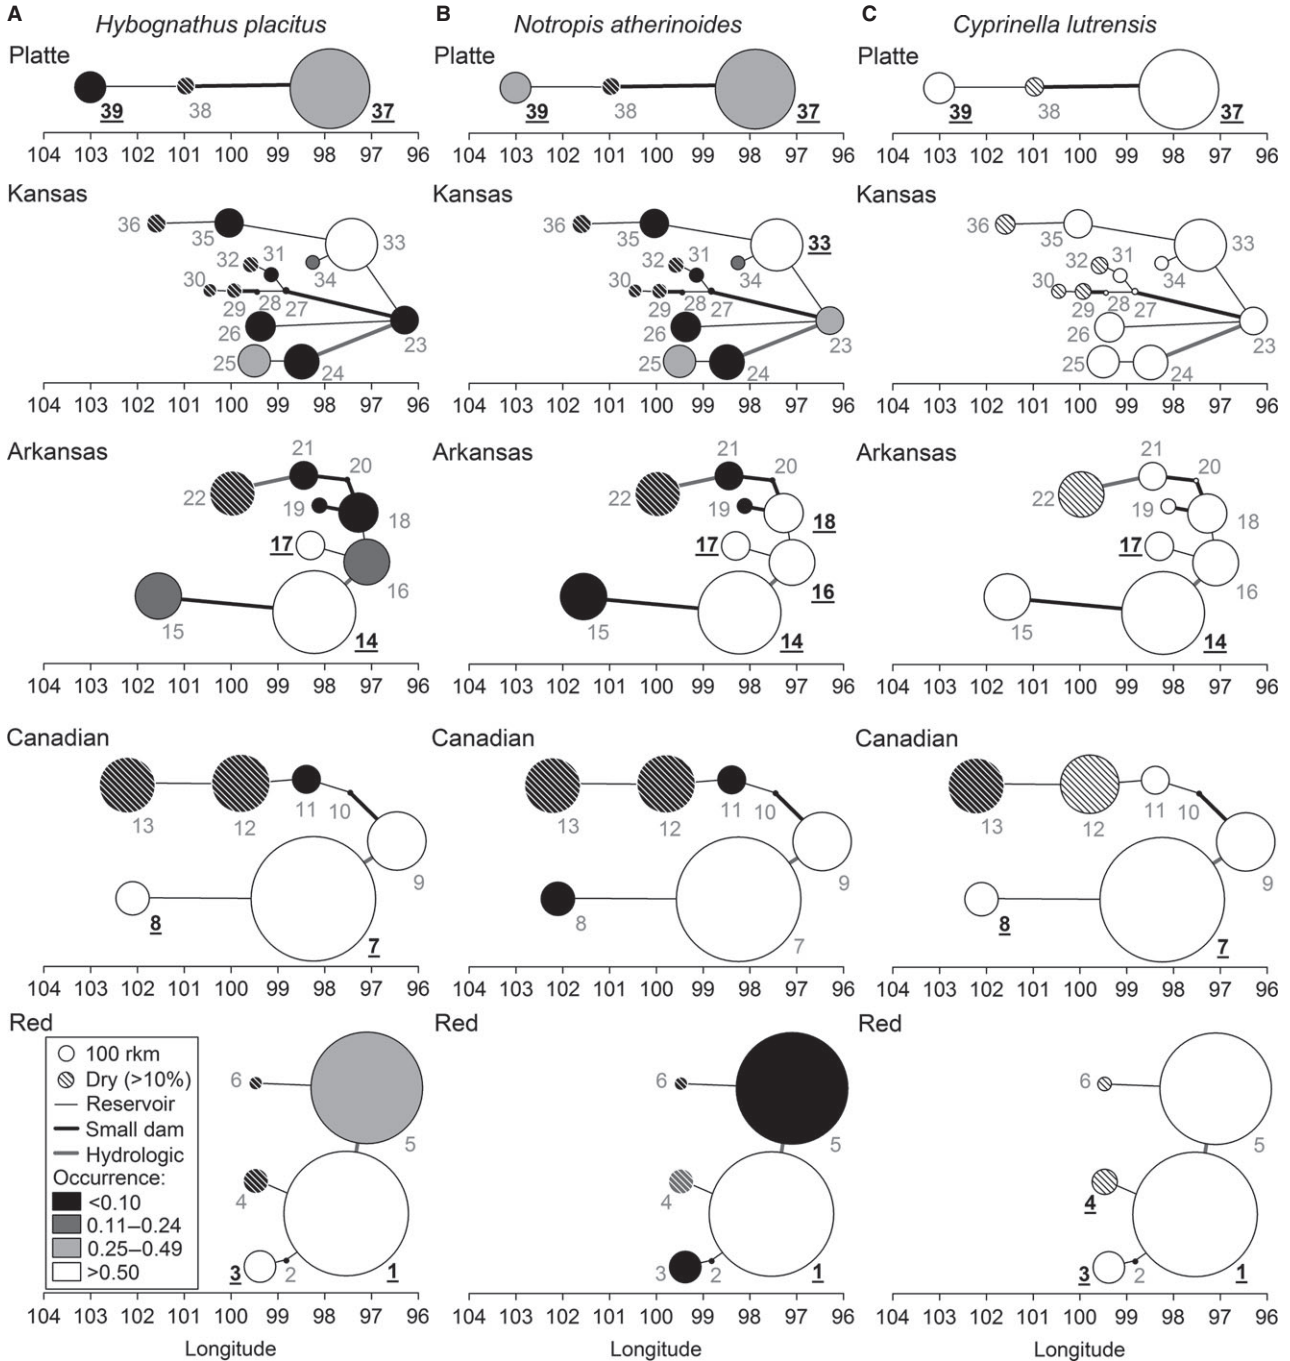 A
Hybognathus placitus
B
Notropis atherinoides
C
Cyprinella lutrensis
Platte
39 38 37
104 103 102 101 100 99 98 97 96
Platte
39 38 37
104 103 102 101 100 99 98 97 96
Platte
39 38 37
104 103 102 101 100 99 98 97 96
Kansas
36 35 33
32 31 34
30 29 28 27
26 23
25 24
104 103 102 101 100 99 98 97 96
Kansas
36 35 33
32 31 34
30 29 28 27
26 23
25 24
104 103 102 101 100 99 98 97 96
Kansas
36 35 33
32 31 34
30 29 28 27
26 23
25 24
104 103 102 101 100 99 98 97 96
Arkansas
21 20
22 19 18
17 16
15 14
104 103 102 101 100 99 98 97 96
Arkansas
21 20
22 19 18
17 16
15 14
104 103 102 101 100 99 98 97 96
Arkansas
21 20
22 19 18
17 16
15 14
104 103 102 101 100 99 98 97 96
Canadian
13 12 11 10
9
8 7
104 103 102 101 100 99 98 97 96
Canadian
13 12 11 10
9
8 7
104 103 102 101 100 99 98 97 96
Canadian
13 12 11 10
9
8 7
104 103 102 101 100 99 98 97 96
Red
100 rkm
Dry (>10%)
Reservoir
Small dam
Hydrologic
Occurrence:
<0.10
0.11–0.24
0.25–0.49
>0.50
6 5
4
3 2 1
104 103 102 101 100 99 98 97 96
Longitude
Red
6 5
4
3 2 1
104 103 102 101 100 99 98 97 96
Longitude
Red
6 5
4
3 2 1
104 103 102 101 100 99 98 97 96
Longitude